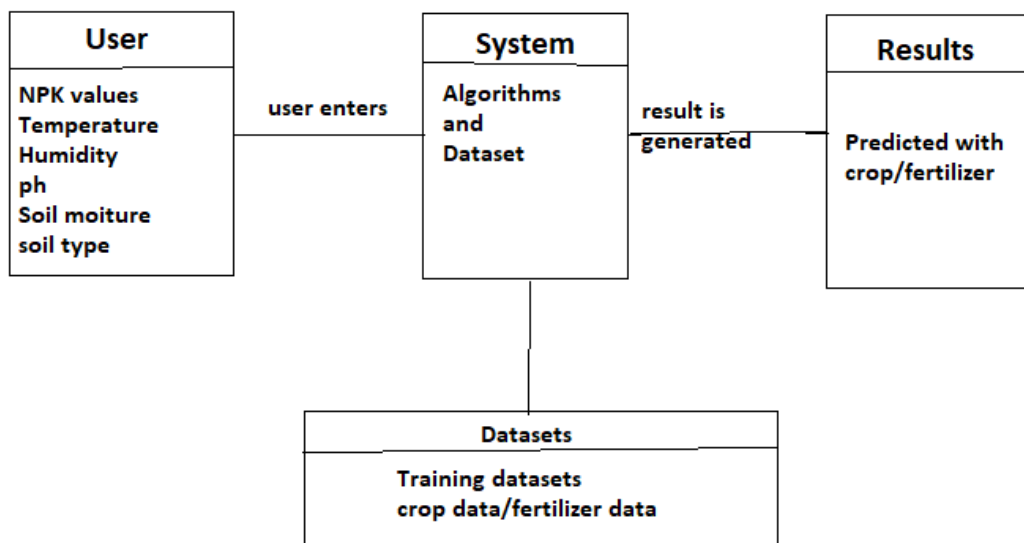 User
NPK values
Temperature
Humidity
ph
Soil moiture
soil type
user enters
System
Algorithms
and
Dataset
result is
generated
Results
Predicted with
crop/fertilizer
Datasets
Training datasets
crop data/fertilizer data